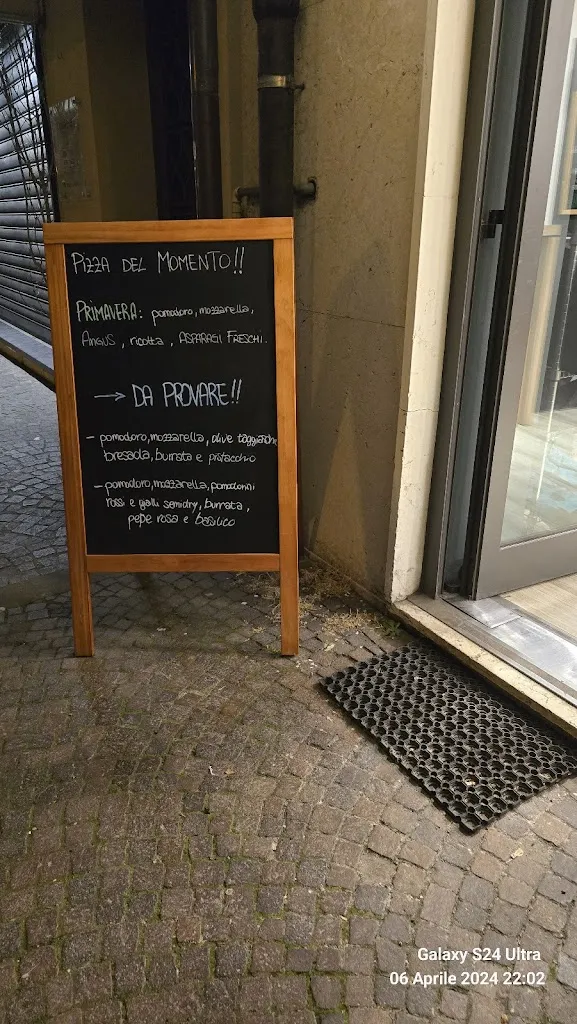 PIZZA DEL MOMENTO!!
PRIMAVERA: pomodoro, mozzarella,
ANGUS, ricotta, ASPARAGI FRESCHI.
→ DA PROVARE!!
- pomodoro, mozzarella, olive taggiasche
bresaola, burrata e pistacchio
- pomodoro, mozzarella, pomodorini
rossi e gialli semidry, burrata,
pepe rosa e basilico
Galaxy S24 Ultra
06 Aprile 2024 22:02